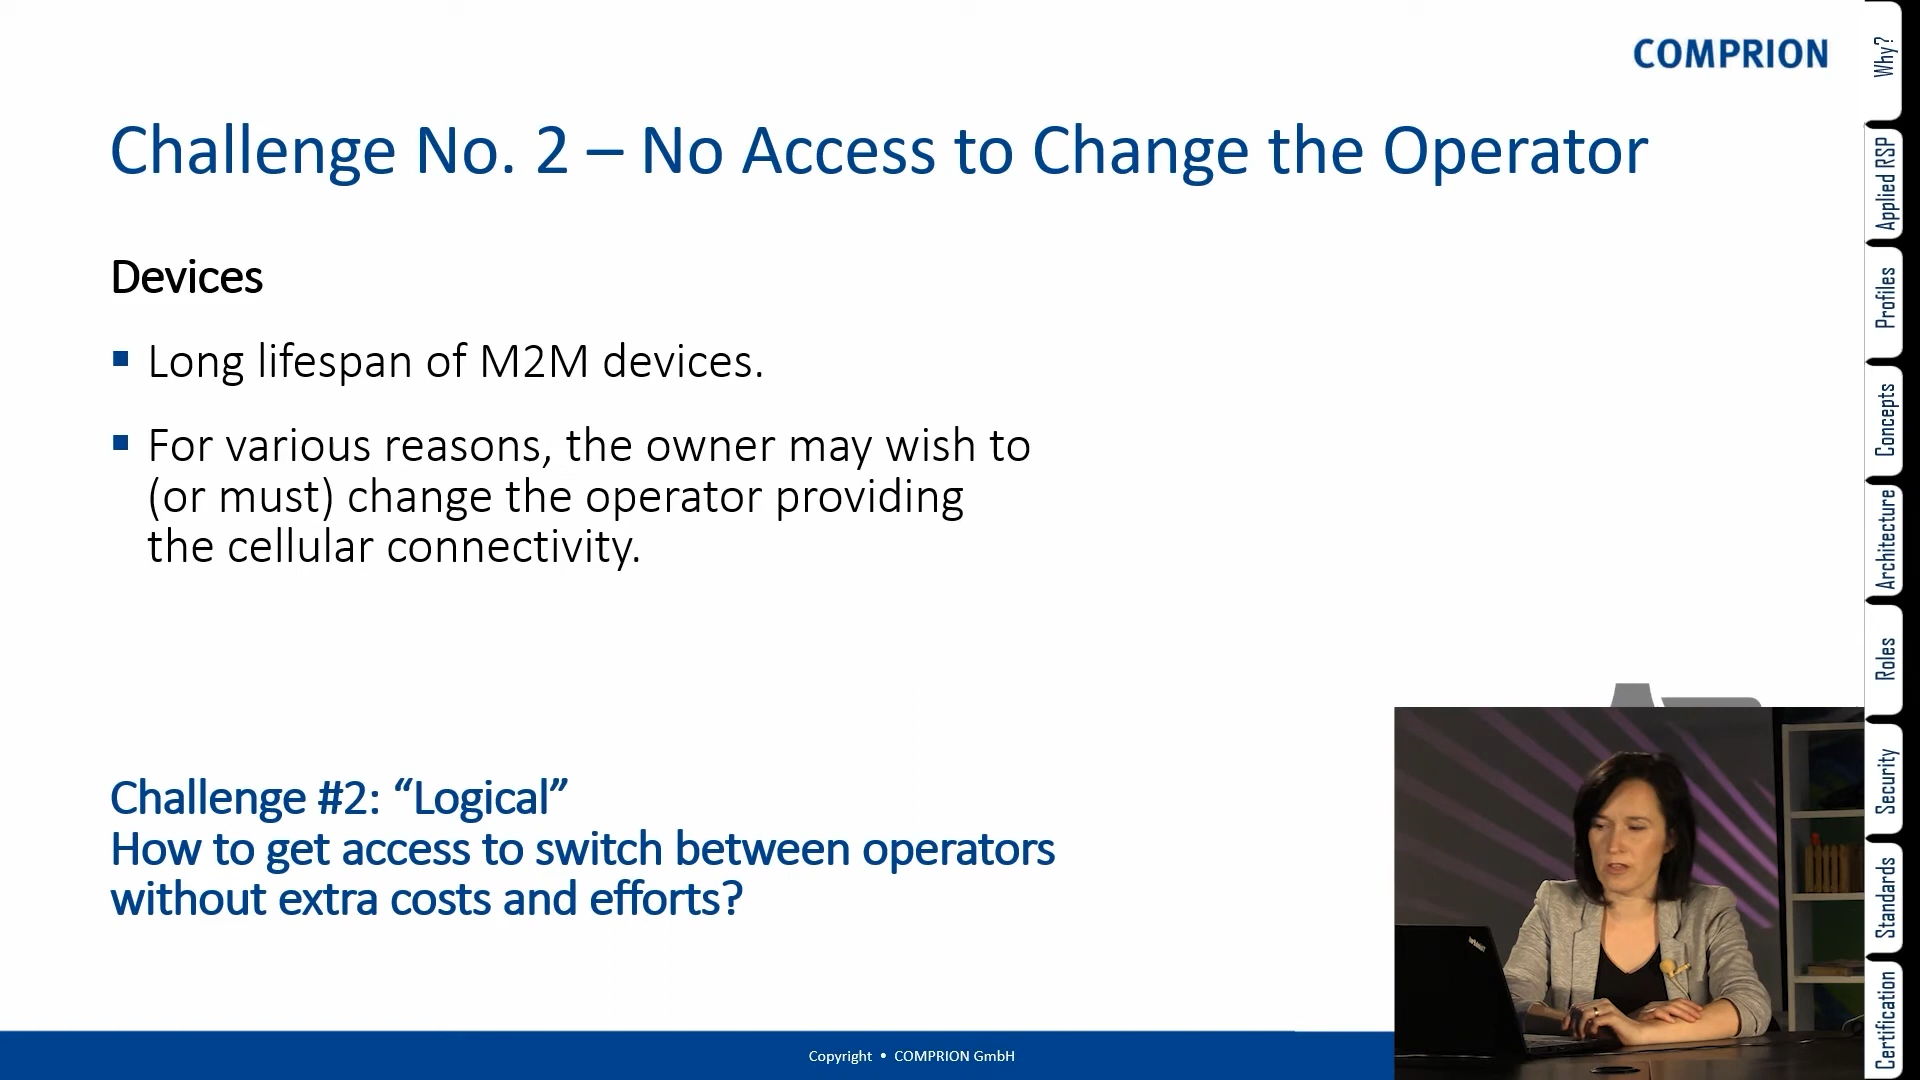 COMPRION
Challenge No. 2 – No Access to Change the Operator
Devices
▪ Long lifespan of M2M devices.
▪ For various reasons, the owner may wish to
(or must) change the operator providing
the cellular connectivity.
Challenge #2: “Logical”
How to get access to switch between operators
without extra costs and efforts?
Copyright • COMPRION GmbH
Why?
Applied RSP
Profiles
Concepts
Architecture
Roles
Security
Standards
Certification